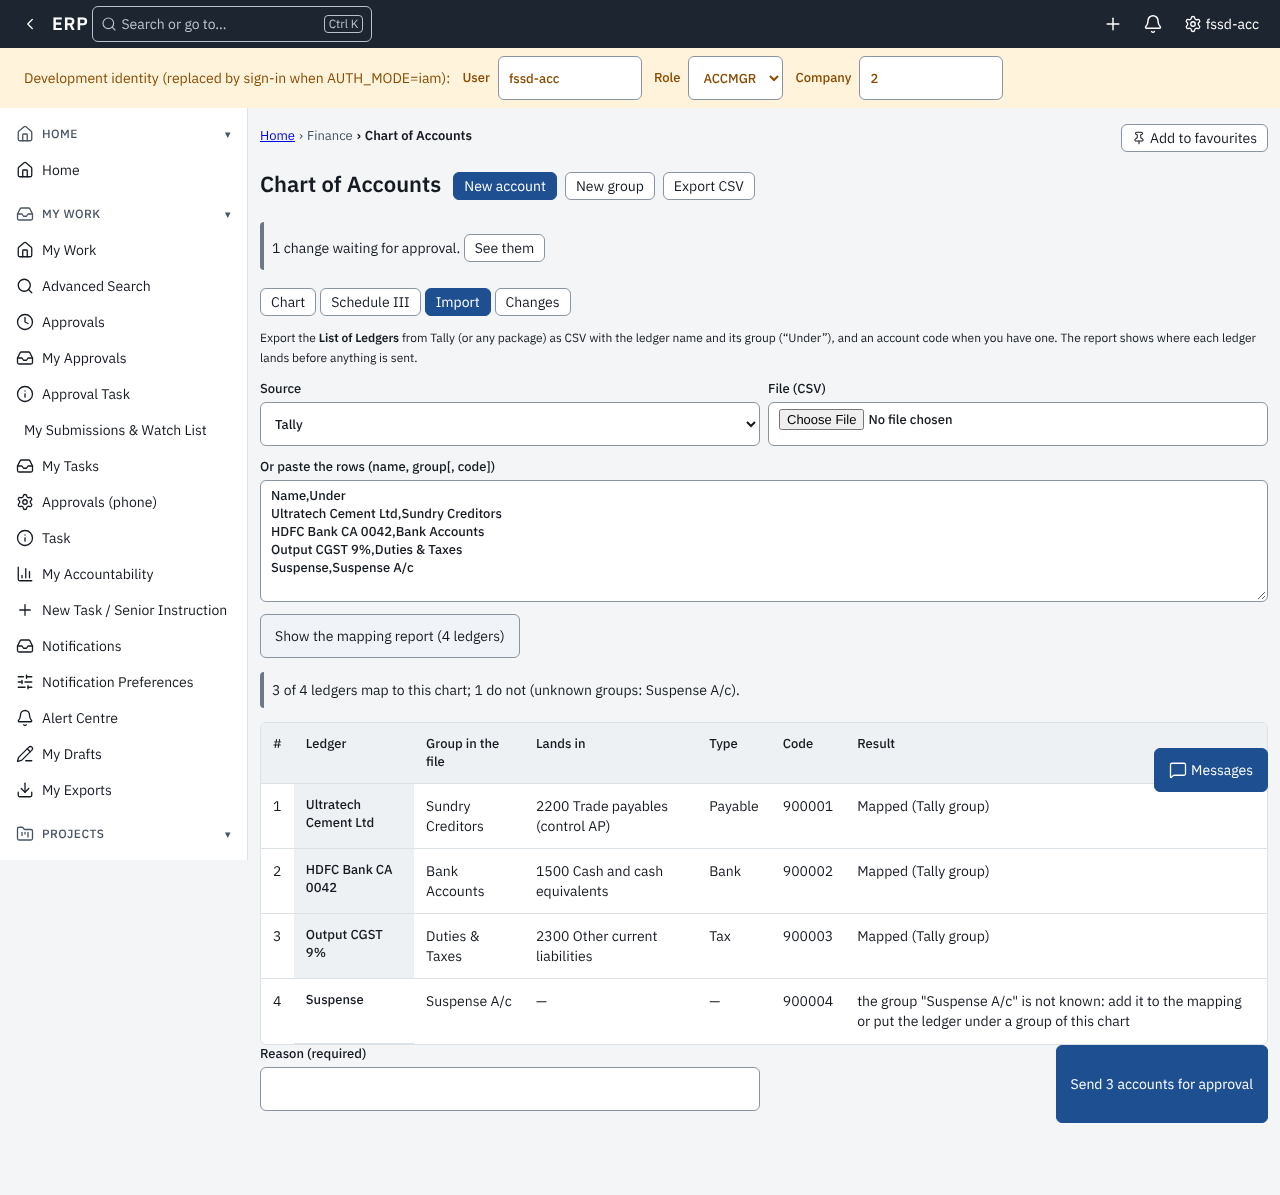 ERP
Search or go to...
Ctrl K
fssd-acc
Development identity (replaced by sign-in when AUTH_MODE=iam):
User
fssd-acc
Role
ACCMGR
Company
2
HOME
Home
MY WORK
My Work
Advanced Search
Approvals
My Approvals
Approval Task
My Submissions & Watch List
My Tasks
Approvals (phone)
Task
My Accountability
New Task / Senior Instruction
Notifications
Notification Preferences
Alert Centre
My Drafts
My Exports
PROJECTS
Home › Finance › Chart of Accounts
Add to favourites
Chart of Accounts
New account
New group
Export CSV
1 change waiting for approval.
See them
Chart
Schedule III
Import
Changes
Export the List of Ledgers from Tally (or any package) as CSV with the ledger name and its group (“Under”), and an account code when you have one. The report shows where each ledger
lands before anything is sent.
Source
Tally
File (CSV)
Choose File No file chosen
Or paste the rows (name, group[, code])
Name,Under
Ultratech Cement Ltd,Sundry Creditors
HDFC Bank CA 0042,Bank Accounts
Output CGST 9%,Duties & Taxes
Suspense,Suspense A/c
Show the mapping report (4 ledgers)
3 of 4 ledgers map to this chart; 1 do not (unknown groups: Suspense A/c).
# Ledger Group in the Lands in Type Code Result
file
Messages
1 Ultratech Sundry 2200 Trade payables Payable 900001 Mapped (Tally group)
Cement Ltd Creditors (control AP)
2 HDFC Bank CA Bank 1500 Cash and cash Bank 900002 Mapped (Tally group)
0042 Accounts equivalents
3 Output CGST Duties & 2300 Other current Tax 900003 Mapped (Tally group)
9% Taxes liabilities
4 Suspense Suspense A/c — — 900004 the group "Suspense A/c" is not known: add it to the mapping
or put the ledger under a group of this chart
Reason (required)
Send 3 accounts for approval